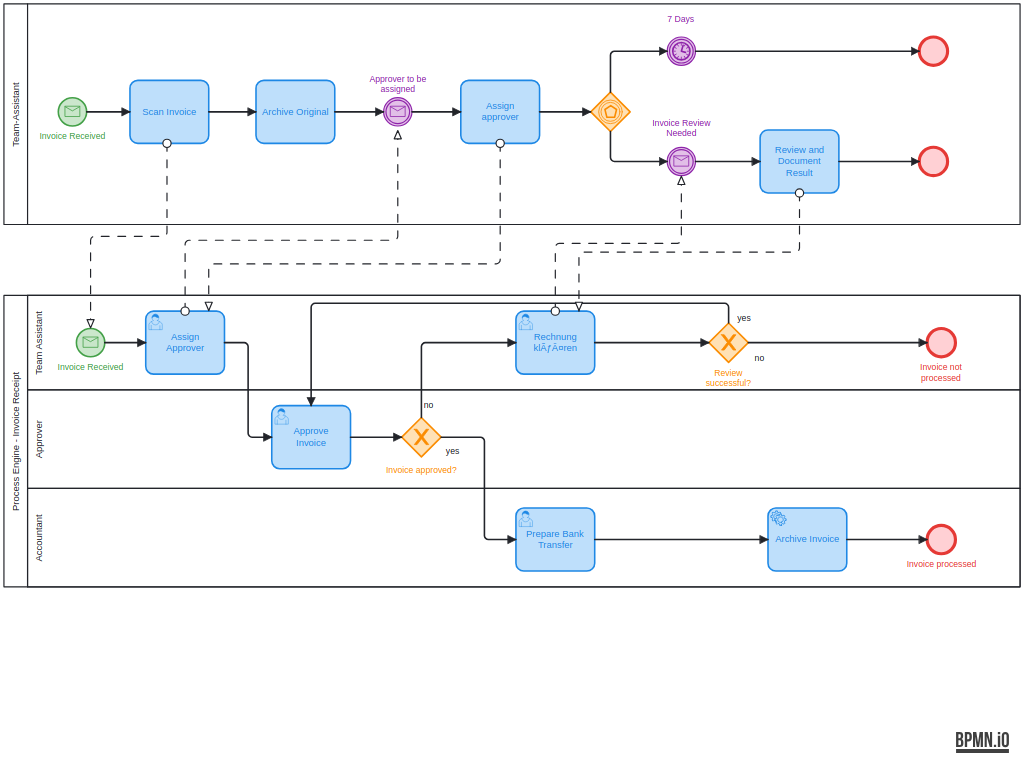 7 Days
Team-Assistant
Approver to be
assigned
Scan Invoice
Archive Original
Assign
approver
Invoice Received
Invoice Review
Needed
Review and
Document
Result
Process Engine - Invoice Receipt
Team Assistant
Invoice Received
Assign
Approver
Rechnung
klÃƒÂ¤ren
yes
no
Review
successful?
Invoice not
processed
Approver
Approve
Invoice
no
yes
Invoice approved?
Accountant
Prepare Bank
Transfer
Archive Invoice
Invoice processed
BPMN.iO